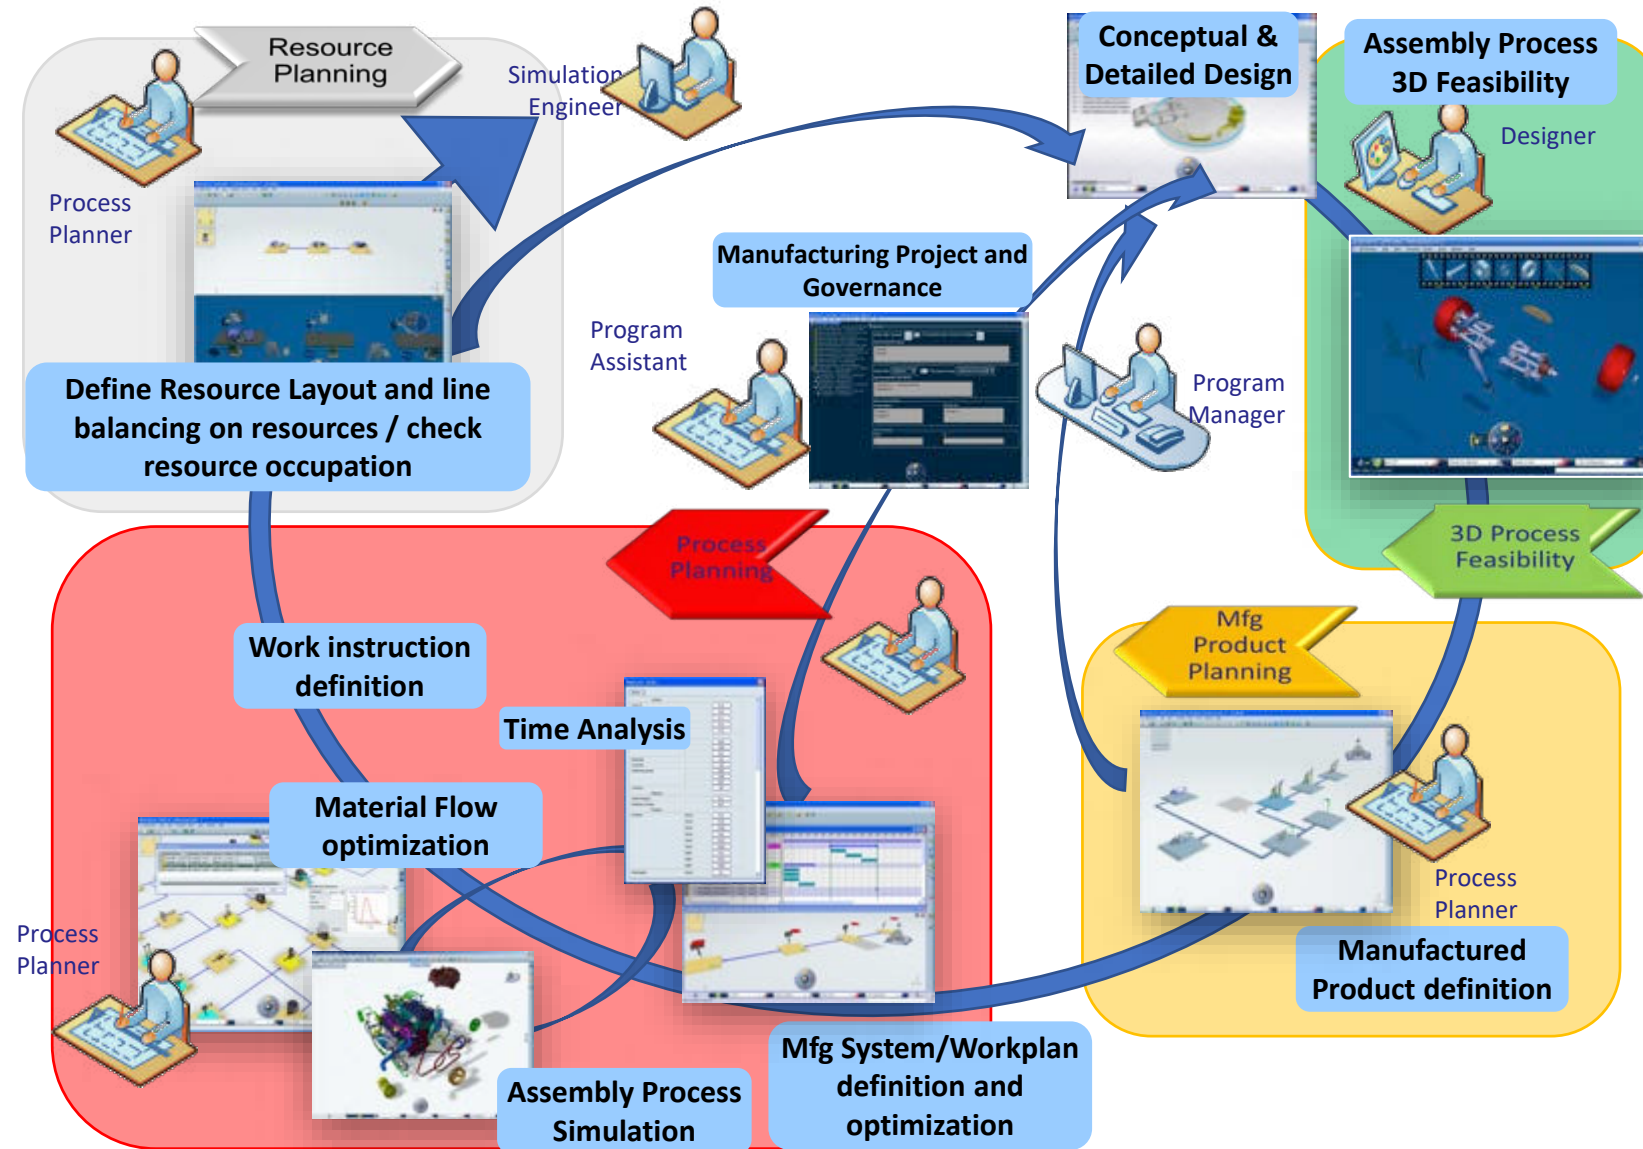 Resource
Planning
Simulation
Engineer
Process
Planner
Define Resource Layout and line
balancing on resources / check
resource occupation
Conceptual &
Detailed Design
Assembly Process
3D Feasibility
Designer
Manufacturing Project and
Governance
Program
Assistant
Program
Manager
3D Process
Feasibility
Process
Planning
Mfg
Product
Planning
Work instruction
definition
Time Analysis
Material Flow
optimization
Process
Planner
Assembly Process
Simulation
Mfg System/Workplan
definition and
optimization
Process
Planner
Manufactured
Product definition